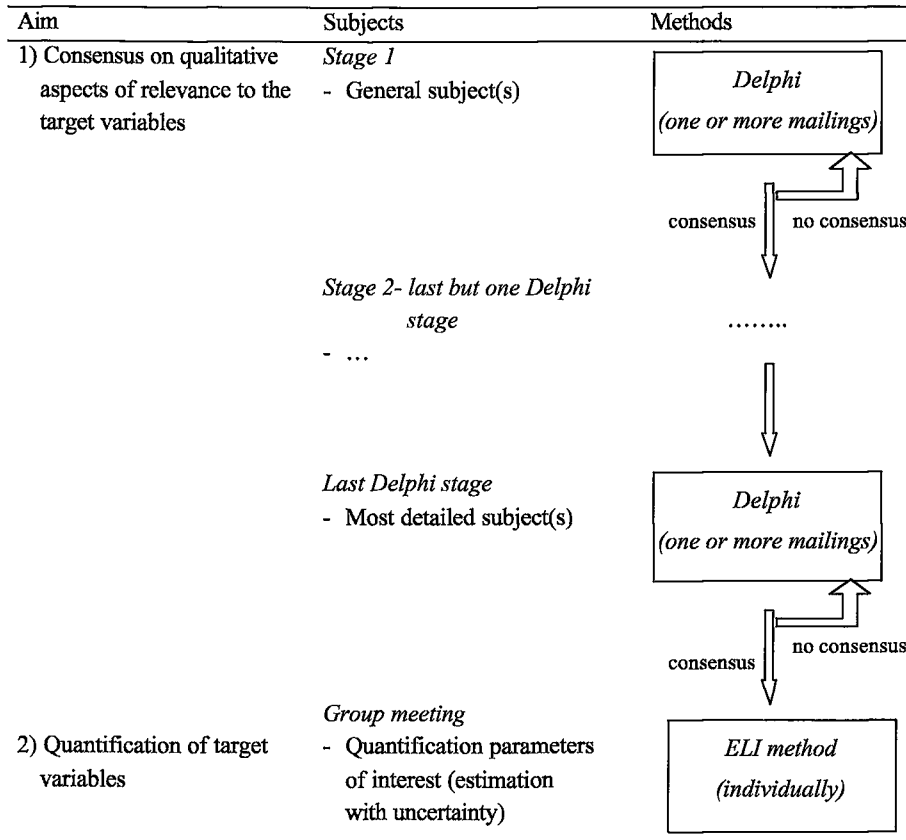 Aim Subjects Methods
1) Consensus on qualitative
aspects of relevance to the
target variables
Stage 1
- General subject(s)
Delphi
(one or more mailings)
consensus no consensus
Stage 2- last but one Delphi
stage
- ...
........
Last Delphi stage
- Most detailed subject(s)
Delphi
(one or more mailings)
consensus no consensus
2) Quantification of target
variables
Group meeting
- Quantification parameters
of interest (estimation
with uncertainty)
ELI method
(individually)